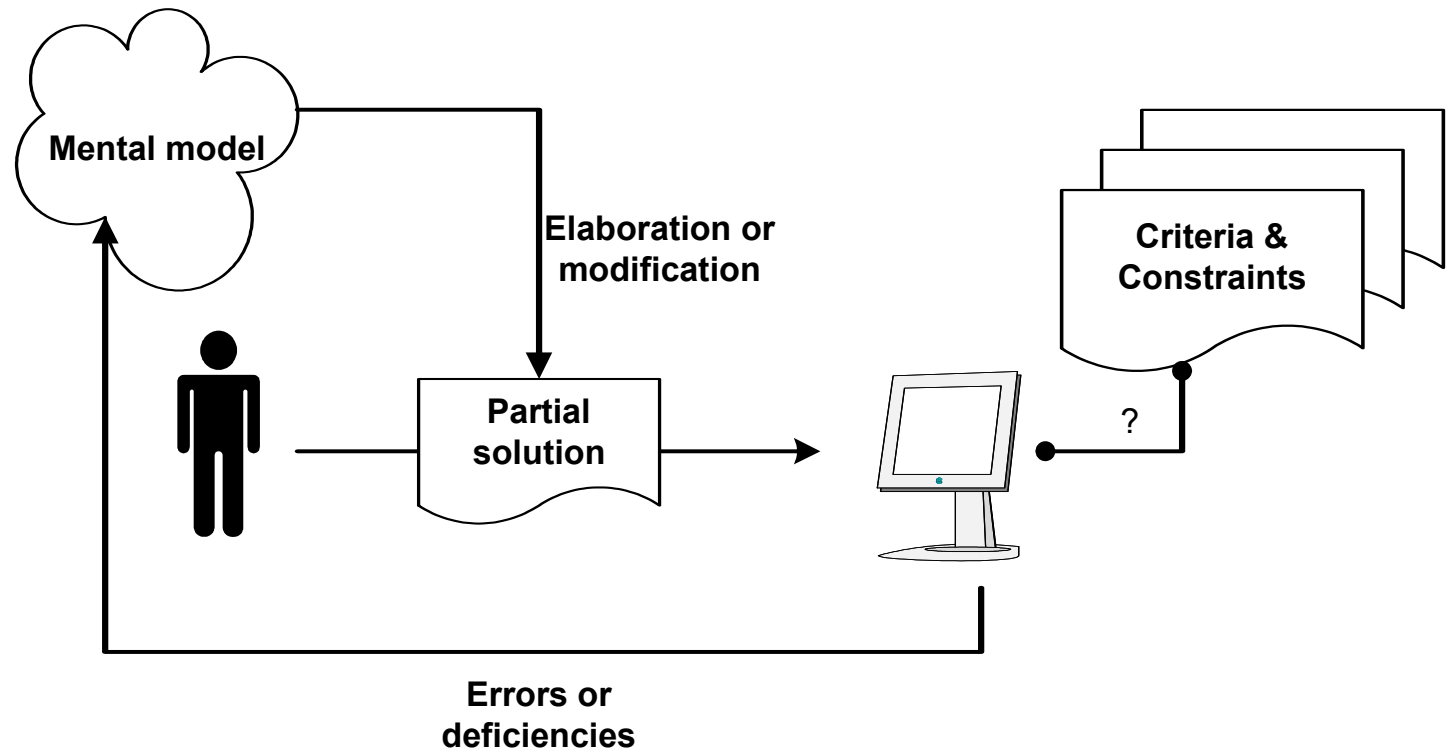 Mental model
Elaboration or
modification
Criteria &
Constraints
Partial
solution
?
Errors or
deficiencies